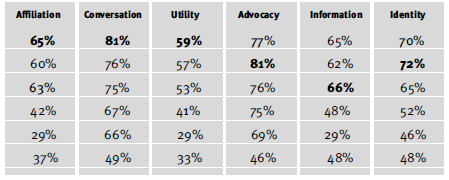 Affiliation Conversation Utility Advocacy Information Identity
65% 81% 59% 77% 65% 70%
60% 76% 57% 81% 62% 72%
63% 75% 53% 76% 66% 65%
42% 67% 41% 75% 48% 52%
29% 66% 29% 69% 29% 46%
37% 49% 33% 46% 48% 48%